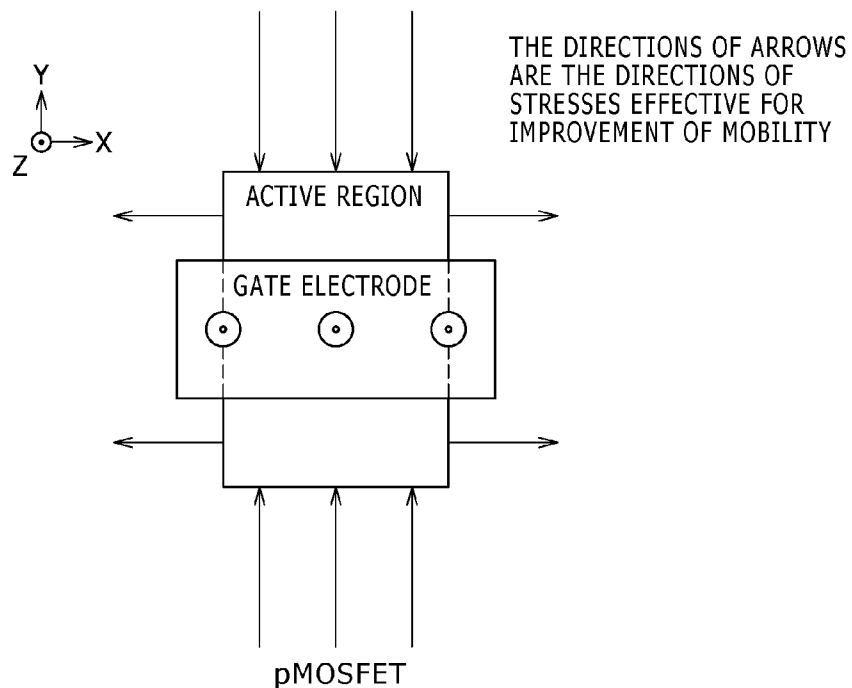 THE DIRECTIONS OF ARROWS
ARE THE DIRECTIONS OF
STRESSES EFFECTIVE FOR
IMPROVEMENT OF MOBILITY
Y
X
Z
ACTIVE REGION
GATE ELECTRODE
pMOSFET